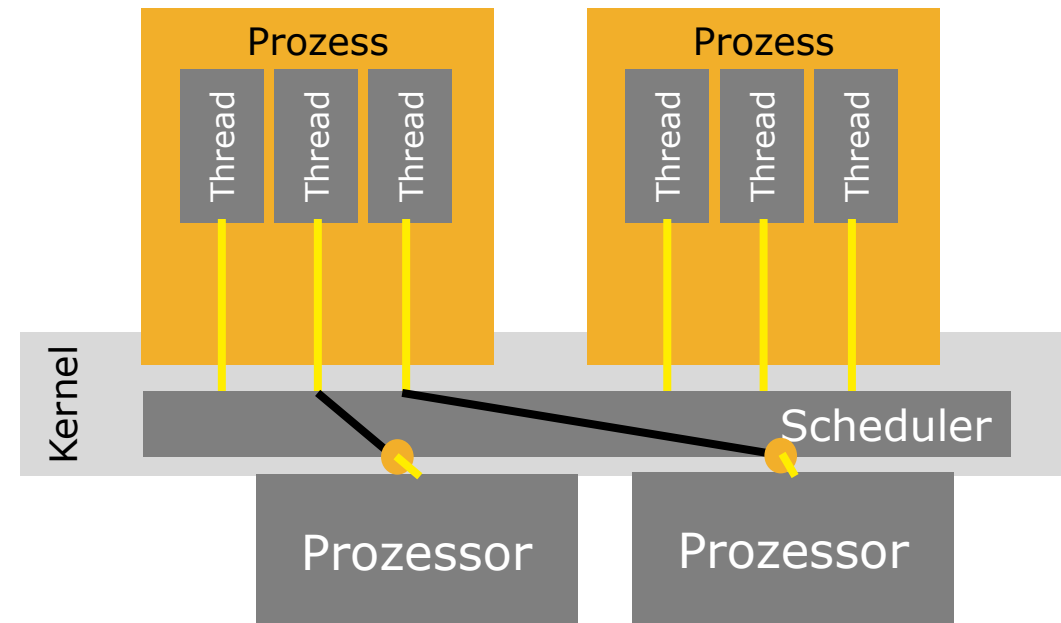 Prozess
Prozess
Thread
Thread
Thread
Thread
Thread
Thread
Kernel
Scheduler
Prozessor
Prozessor